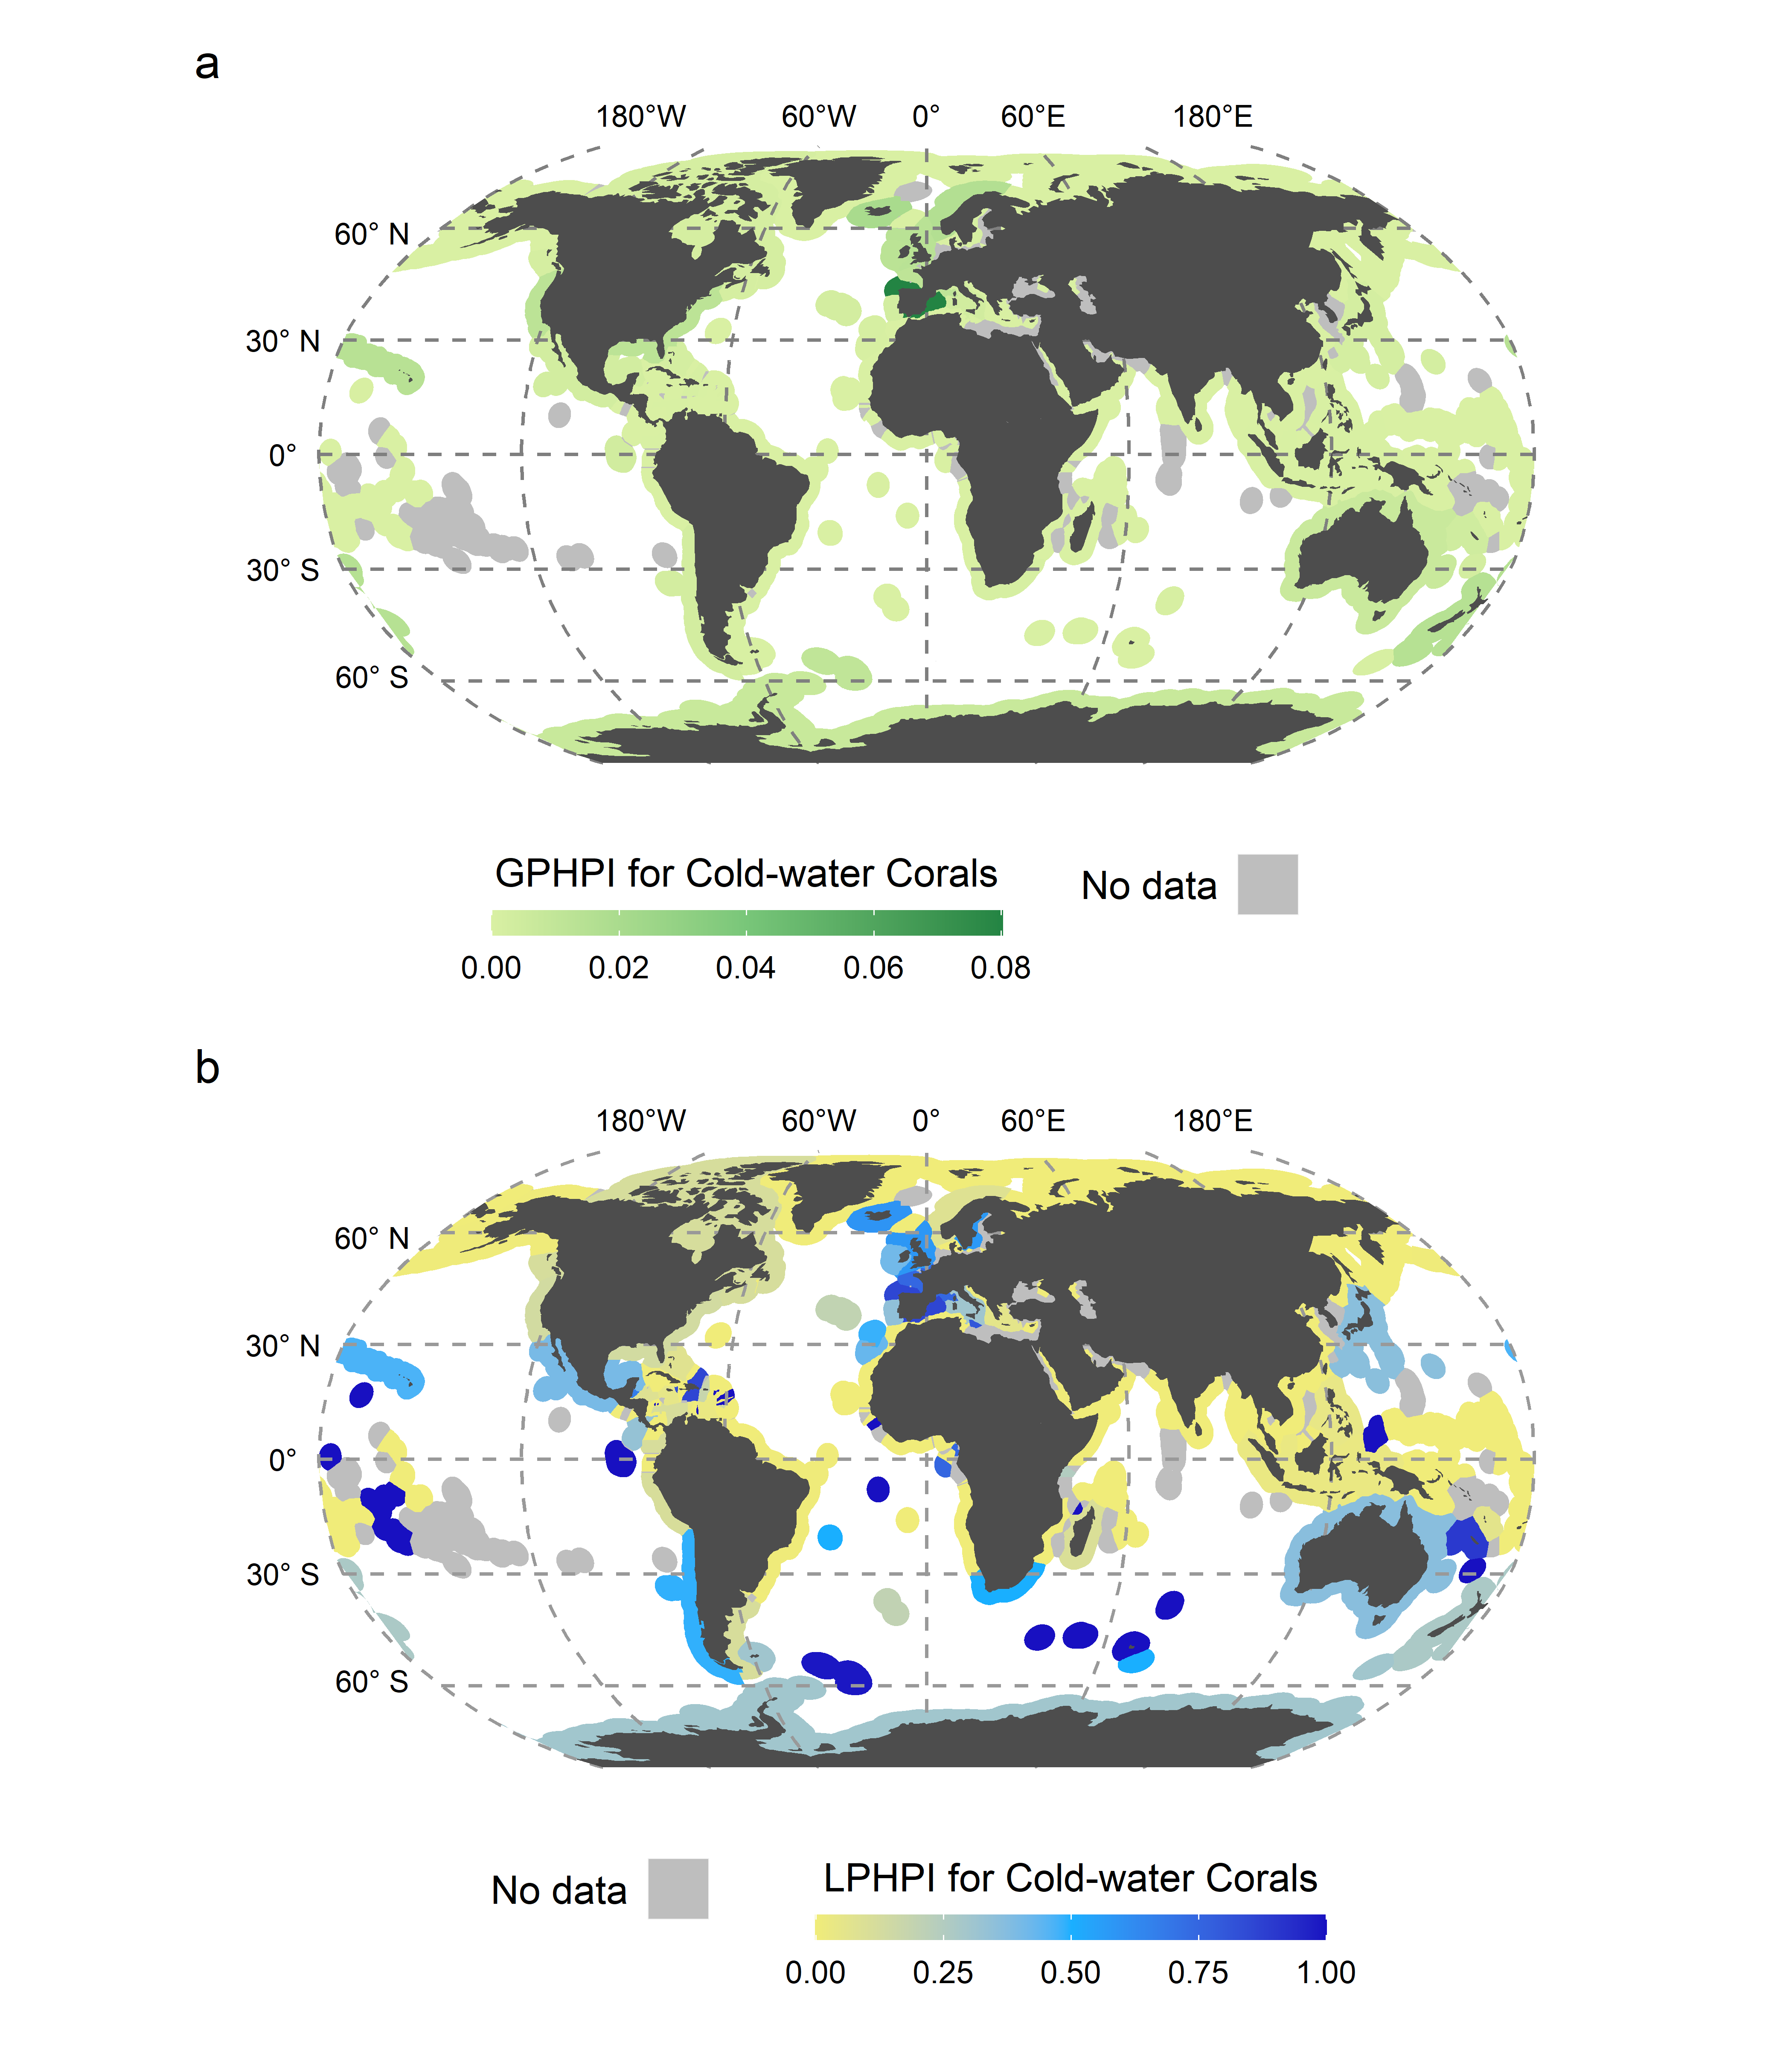 a
180°W 60°W 0° 60°E 180°E
60° N
30° N
0°
30° S
60° S
GPHPI for Cold-water Corals
No data
0.00 0.02 0.04 0.06 0.08
b
180°W 60°W 0° 60°E 180°E
60° N
30° N
0°
30° S
60° S
No data
LPHPI for Cold-water Corals
0.00 0.25 0.50 0.75 1.00